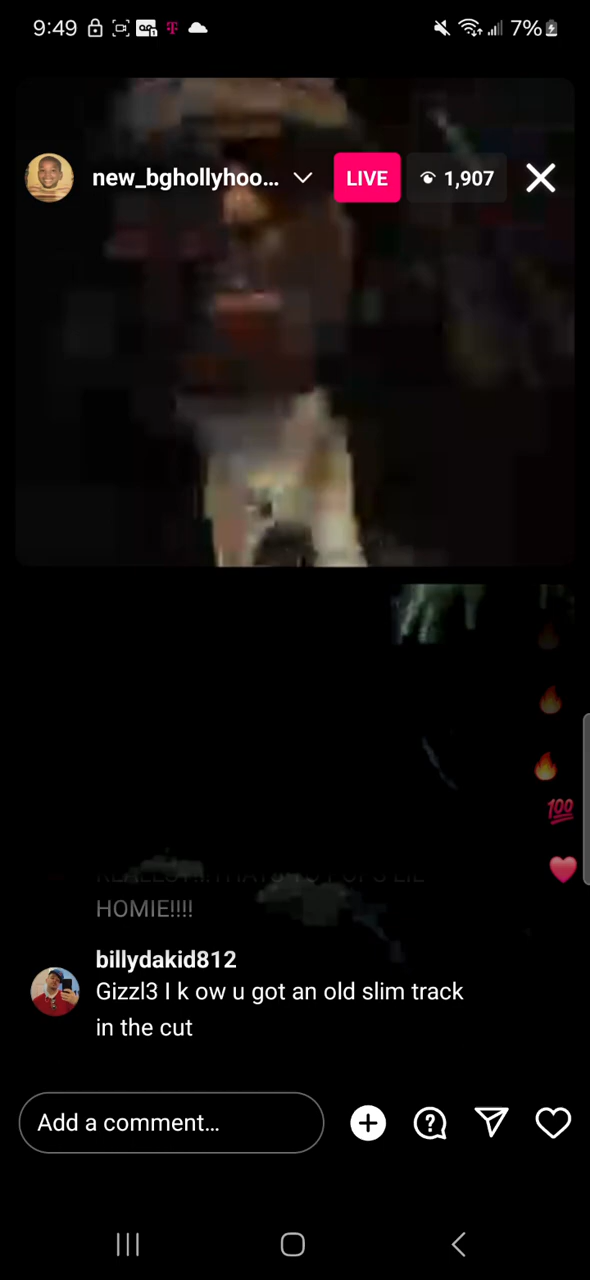 9:49
7%
new_bghollyhoo...
LIVE
1,907
HOMIE!!!!
billydakid812
Gizzl3 I k ow u got an old slim track
in the cut
Add a comment...